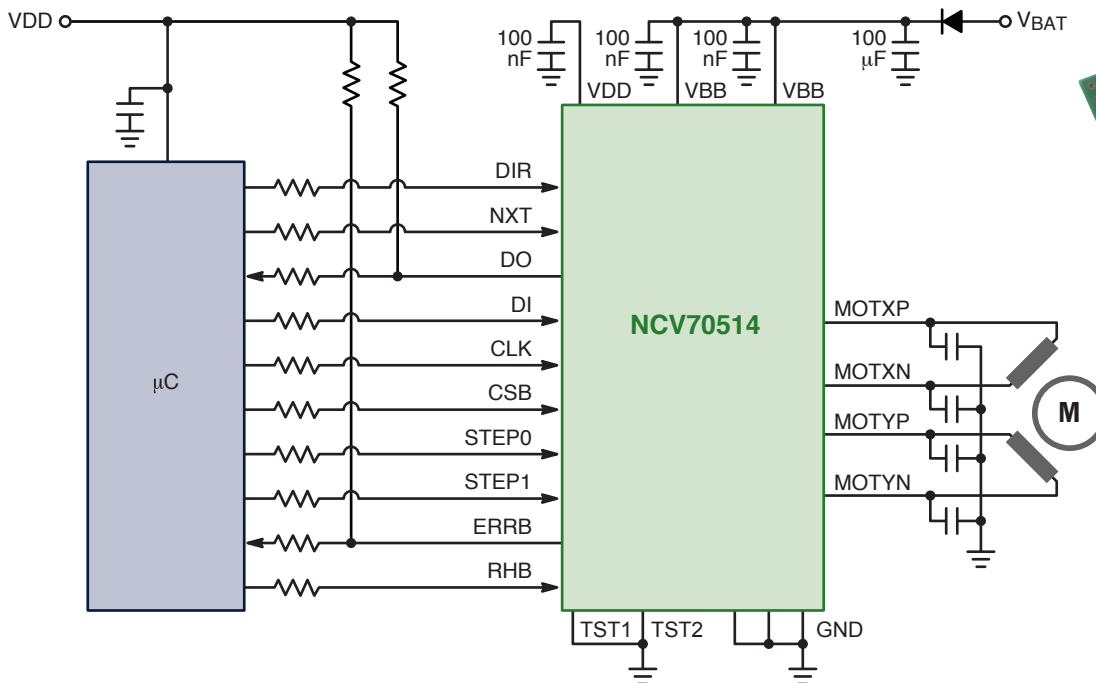 VDD
100 nF
100 nF
100 nF
100 μF
VBAT
VDD
VBB
VBB
DIR
NXT
DO
DI
CLK
CSB
STEP0
STEP1
ERRB
RHB
μC
NCV70514
MOTXP
MOTXN
MOTYP
MOTYN
M
TST1
TST2
GND